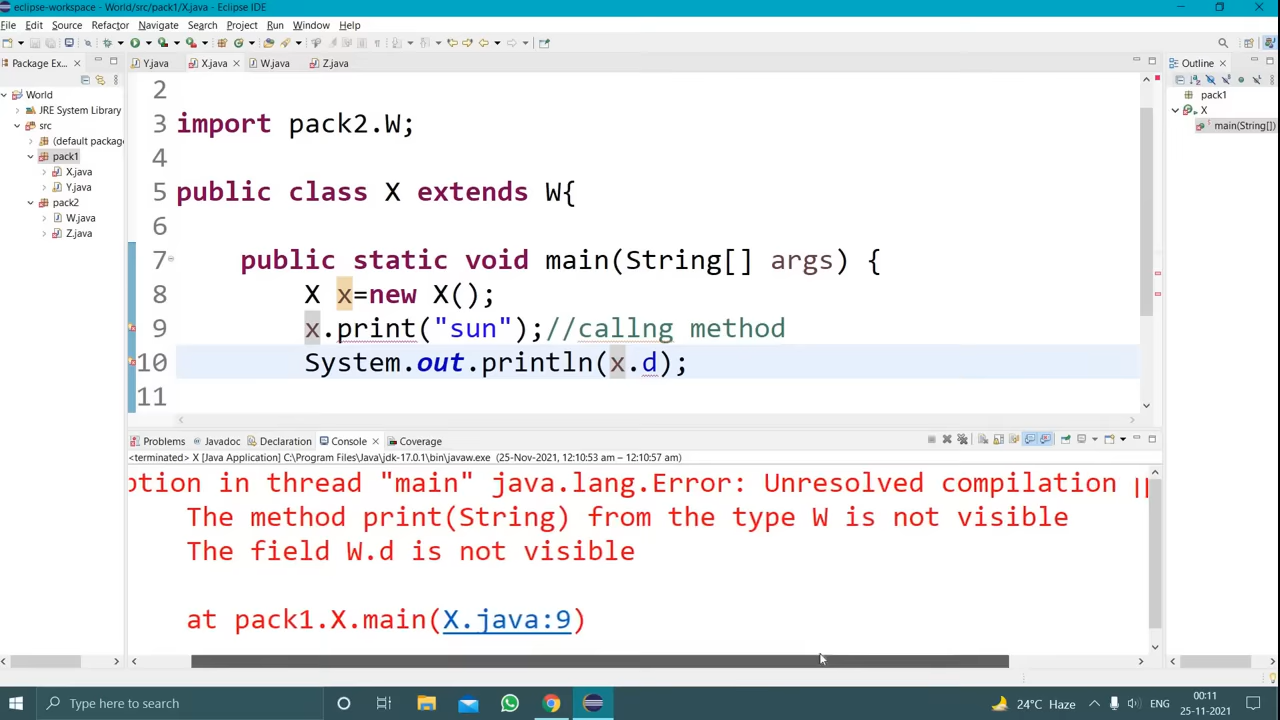 eclipse-workspace - World/src/pack1/X.java - Eclipse IDE
File Edit Source Refactor Navigate Search Project Run Window Help
Package Ex... Y.java X.java W.java Z.java Outline
World
JRE System Library
src
(default package
pack1
X.java
Y.java
pack2
W.java
Z.java
2
3 import pack2.W;
4
5 public class X extends W{
6
7 public static void main(String[] args) {
8 X x=new X();
9 x.print("sun");//callng method
10 System.out.println(x.d);
11
pack1
X
main(String[])
Problems Javadoc Declaration Console Coverage
<terminated> X [Java Application] C:\Program Files\Java\jdk-17.0.1\bin\javaw.exe (25-Nov-2021, 12:10:53 am – 12:10:57 am)
ption in thread "main" java.lang.Error: Unresolved compilation
The method print(String) from the type W is not visible
The field W.d is not visible
at pack1.X.main(X.java:9)
Type here to search
24°C Haze
ENG
00:11
25-11-2021